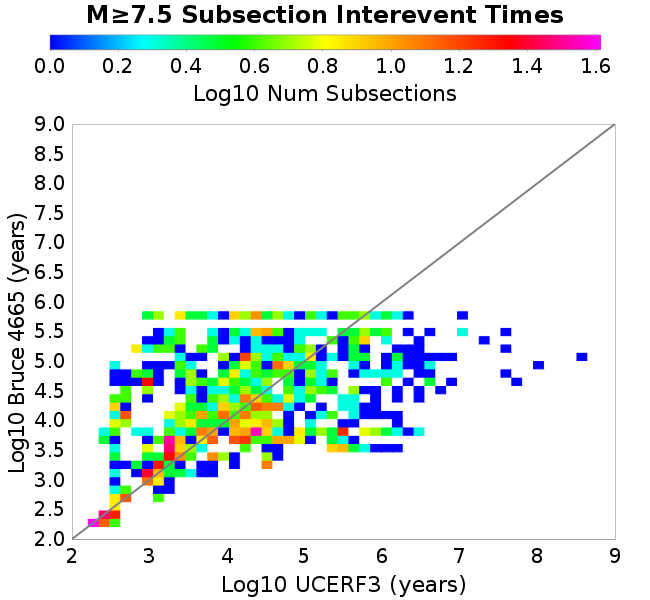 M≥7.5 Subsection Interevent Times
0.0 0.2 0.4 0.6 0.8 1.0 1.2 1.4 1.6
Log10 Num Subsections
9.0
8.5
8.0
7.5
7.0
6.5
6.0
5.5
5.0
4.5
4.0
3.5
3.0
2.5
2.0
Log10 Bruce 4665 (years)
2 3 4 5 6 7 8 9
Log10 UCERF3 (years)